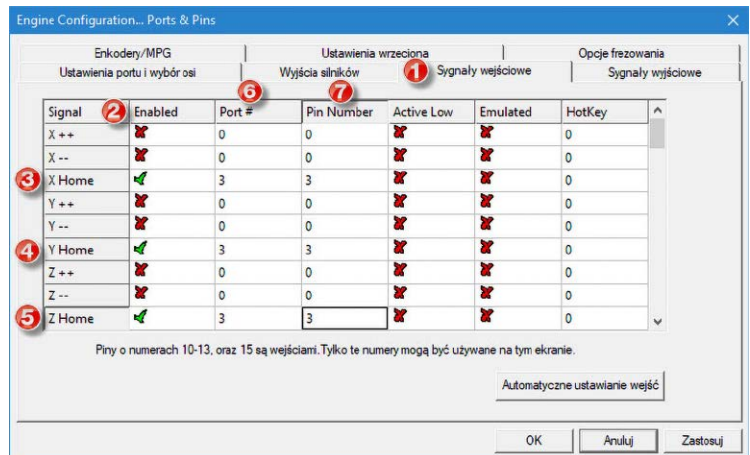 Engine Configuration... Ports & Pins
Enkodery/MPG Ustawienia wrzeciona Opcje frezowania
Ustawienia portu i wybór osi Wyjścia silników 1 Sygnały wejściowe Sygnały wyjściowe
6 7
Signal 2 Enabled Port # Pin Number Active Low Emulated HotKey
X ++ 0 0 0
X -- 0 0 0
3 X Home 3 3 0
Y ++ 0 0 0
Y -- 0 0 0
4 Y Home 3 3 0
Z ++ 0 0 0
Z -- 0 0 0
5 Z Home 3 3 0
Piny o numerach 10-13, oraz 15 są wejściami.Tylko te numery mogą być używane na tym ekranie.
Automatyczne ustawianie wejść
OK Anuluj Zastosuj